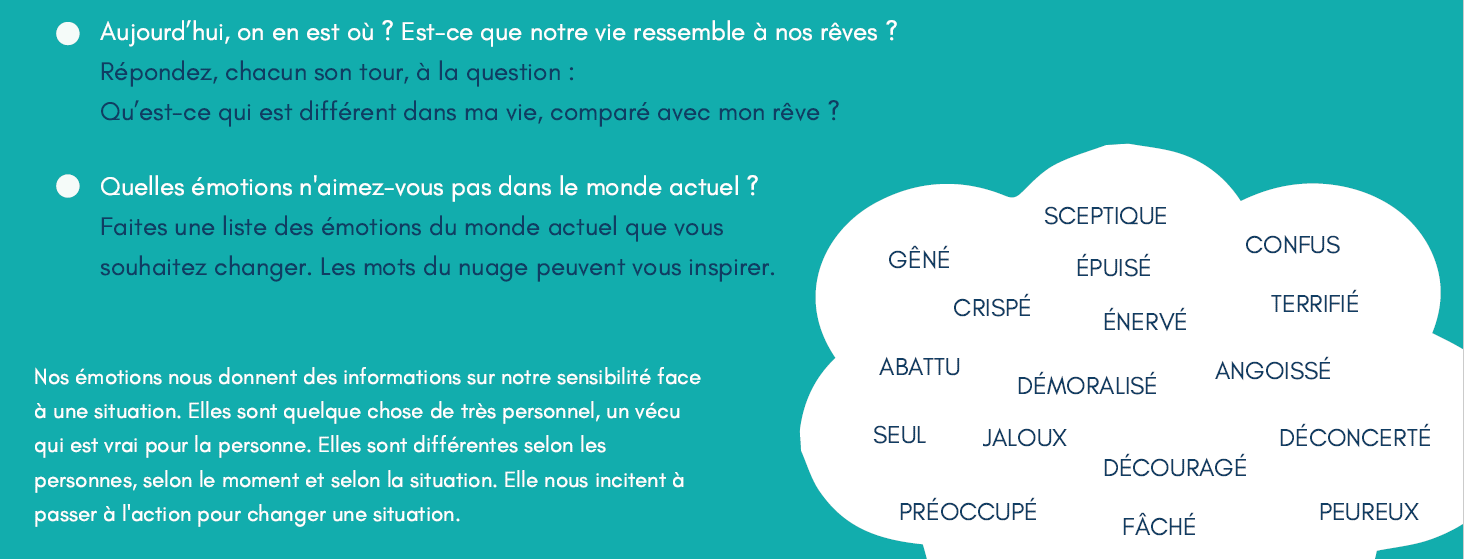 Aujourd’hui, on en est où ? Est-ce que notre vie ressemble à nos rêves ?
Répondez, chacun son tour, à la question :
Qu’est-ce qui est différent dans ma vie, comparé avec mon rêve ?
Quelles émotions n'aimez-vous pas dans le monde actuel ?
Faites une liste des émotions du monde actuel que vous
souhaitez changer. Les mots du nuage peuvent vous inspirer.
Nos émotions nous donnent des informations sur notre sensibilité face
à une situation. Elles sont quelque chose de très personnel, un vécu
qui est vrai pour la personne. Elles sont différentes selon les
personnes, selon le moment et selon la situation. Elle nous incitent à
passer à l'action pour changer une situation.
SCEPTIQUE
CONFUS
GÊNÉ
ÉPUISÉ
CRISPÉ
TERRIFIÉ
ÉNERVÉ
ABATTU
ANGOISSÉ
DÉMORALISÉ
SEUL
JALOUX
DÉCONCERTÉ
DÉCOURAGÉ
PRÉOCCUPÉ
PEUREUX
FÂCHÉ